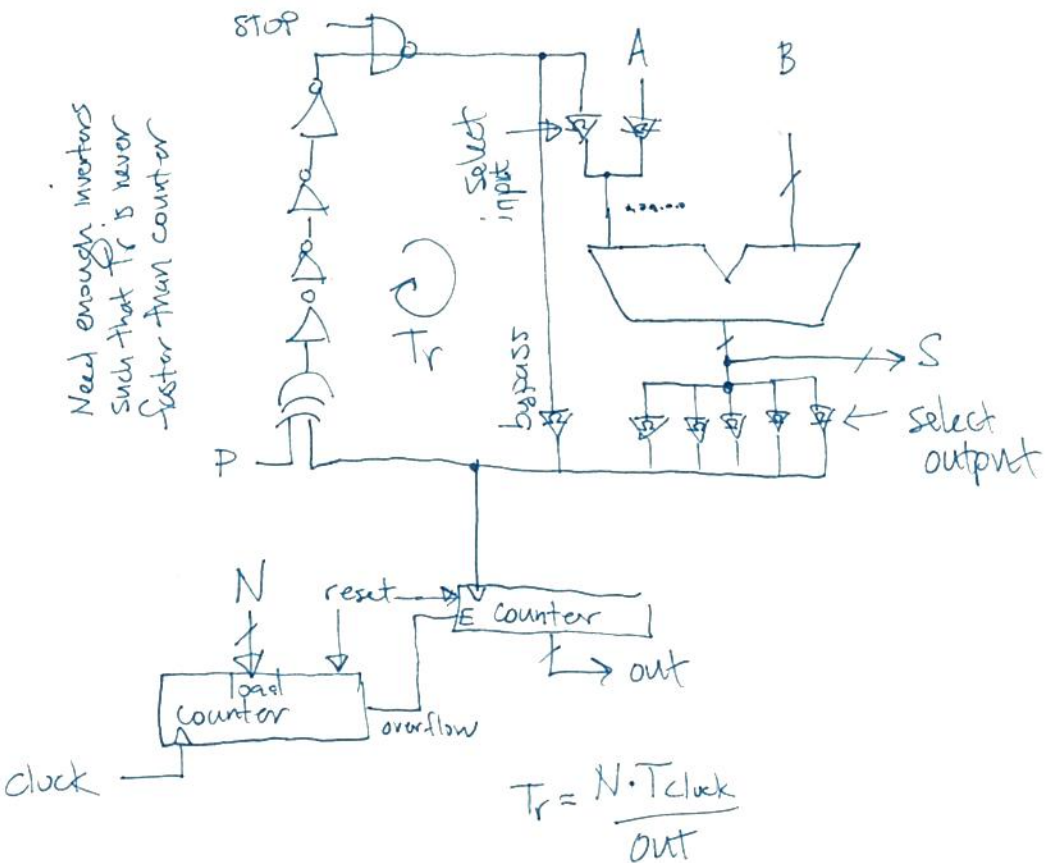 STOP
A
B
Need enough inverters
such that Tr is never
faster than counter
select
input
Tr
bypass
S
select
output
P
N
reset
E counter
out
load
counter
overflow
clock
Tr = N·Tclock
out